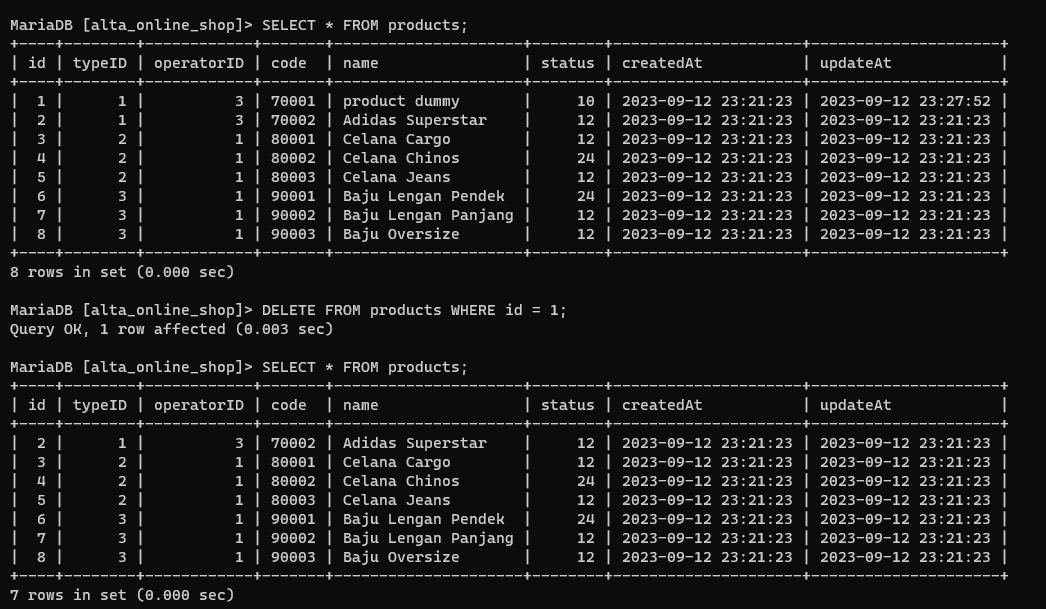 MariaDB [alta_online_shop]> SELECT * FROM products;
+----+--------+------------+-------+---------------------+--------+---------------------+---------------------+
| id | typeID | operatorID | code  | name                | status | createdAt           | updateAt            |
+----+--------+------------+-------+---------------------+--------+---------------------+---------------------+
|  1 |      1 |          3 | 70001 | product dummy       |     10 | 2023-09-12 23:21:23 | 2023-09-12 23:27:52 |
|  2 |      1 |          3 | 70002 | Adidas Superstar    |     12 | 2023-09-12 23:21:23 | 2023-09-12 23:21:23 |
|  3 |      2 |          1 | 80001 | Celana Cargo        |     12 | 2023-09-12 23:21:23 | 2023-09-12 23:21:23 |
|  4 |      2 |          1 | 80002 | Celana Chinos       |     24 | 2023-09-12 23:21:23 | 2023-09-12 23:21:23 |
|  5 |      2 |          1 | 80003 | Celana Jeans        |     12 | 2023-09-12 23:21:23 | 2023-09-12 23:21:23 |
|  6 |      3 |          1 | 90001 | Baju Lengan Pendek  |     24 | 2023-09-12 23:21:23 | 2023-09-12 23:21:23 |
|  7 |      3 |          1 | 90002 | Baju Lengan Panjang |     12 | 2023-09-12 23:21:23 | 2023-09-12 23:21:23 |
|  8 |      3 |          1 | 90003 | Baju Oversize       |     12 | 2023-09-12 23:21:23 | 2023-09-12 23:21:23 |
+----+--------+------------+-------+---------------------+--------+---------------------+---------------------+
8 rows in set (0.000 sec)

MariaDB [alta_online_shop]> DELETE FROM products WHERE id = 1;
Query OK, 1 row affected (0.003 sec)

MariaDB [alta_online_shop]> SELECT * FROM products;
+----+--------+------------+-------+---------------------+--------+---------------------+---------------------+
| id | typeID | operatorID | code  | name                | status | createdAt           | updateAt            |
+----+--------+------------+-------+---------------------+--------+---------------------+---------------------+
|  2 |      1 |          3 | 70002 | Adidas Superstar    |     12 | 2023-09-12 23:21:23 | 2023-09-12 23:21:23 |
|  3 |      2 |          1 | 80001 | Celana Cargo        |     12 | 2023-09-12 23:21:23 | 2023-09-12 23:21:23 |
|  4 |      2 |          1 | 80002 | Celana Chinos       |     24 | 2023-09-12 23:21:23 | 2023-09-12 23:21:23 |
|  5 |      2 |          1 | 80003 | Celana Jeans        |     12 | 2023-09-12 23:21:23 | 2023-09-12 23:21:23 |
|  6 |      3 |          1 | 90001 | Baju Lengan Pendek  |     24 | 2023-09-12 23:21:23 | 2023-09-12 23:21:23 |
|  7 |      3 |          1 | 90002 | Baju Lengan Panjang |     12 | 2023-09-12 23:21:23 | 2023-09-12 23:21:23 |
|  8 |      3 |          1 | 90003 | Baju Oversize       |     12 | 2023-09-12 23:21:23 | 2023-09-12 23:21:23 |
+----+--------+------------+-------+---------------------+--------+---------------------+---------------------+
7 rows in set (0.000 sec)